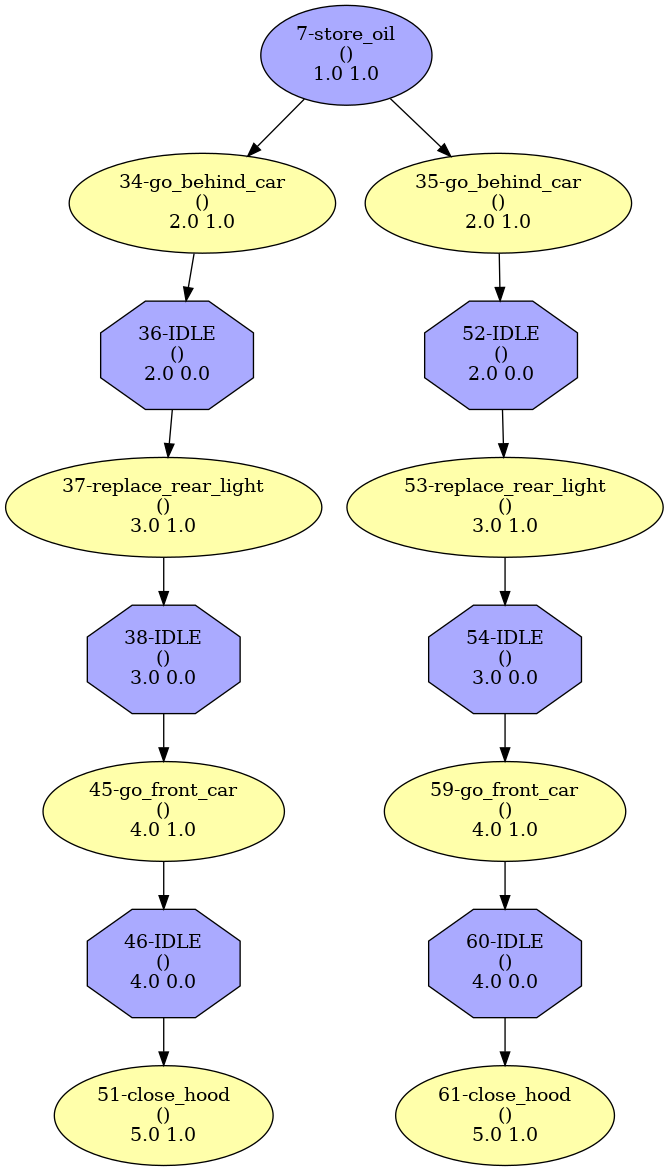 7-store_oil
()
1.0 1.0
34-go_behind_car
()
2.0 1.0
35-go_behind_car
()
2.0 1.0
36-IDLE
()
2.0 0.0
52-IDLE
()
2.0 0.0
37-replace_rear_light
()
3.0 1.0
53-replace_rear_light
()
3.0 1.0
38-IDLE
()
3.0 0.0
54-IDLE
()
3.0 0.0
45-go_front_car
()
4.0 1.0
59-go_front_car
()
4.0 1.0
46-IDLE
()
4.0 0.0
60-IDLE
()
4.0 0.0
51-close_hood
()
5.0 1.0
61-close_hood
()
5.0 1.0